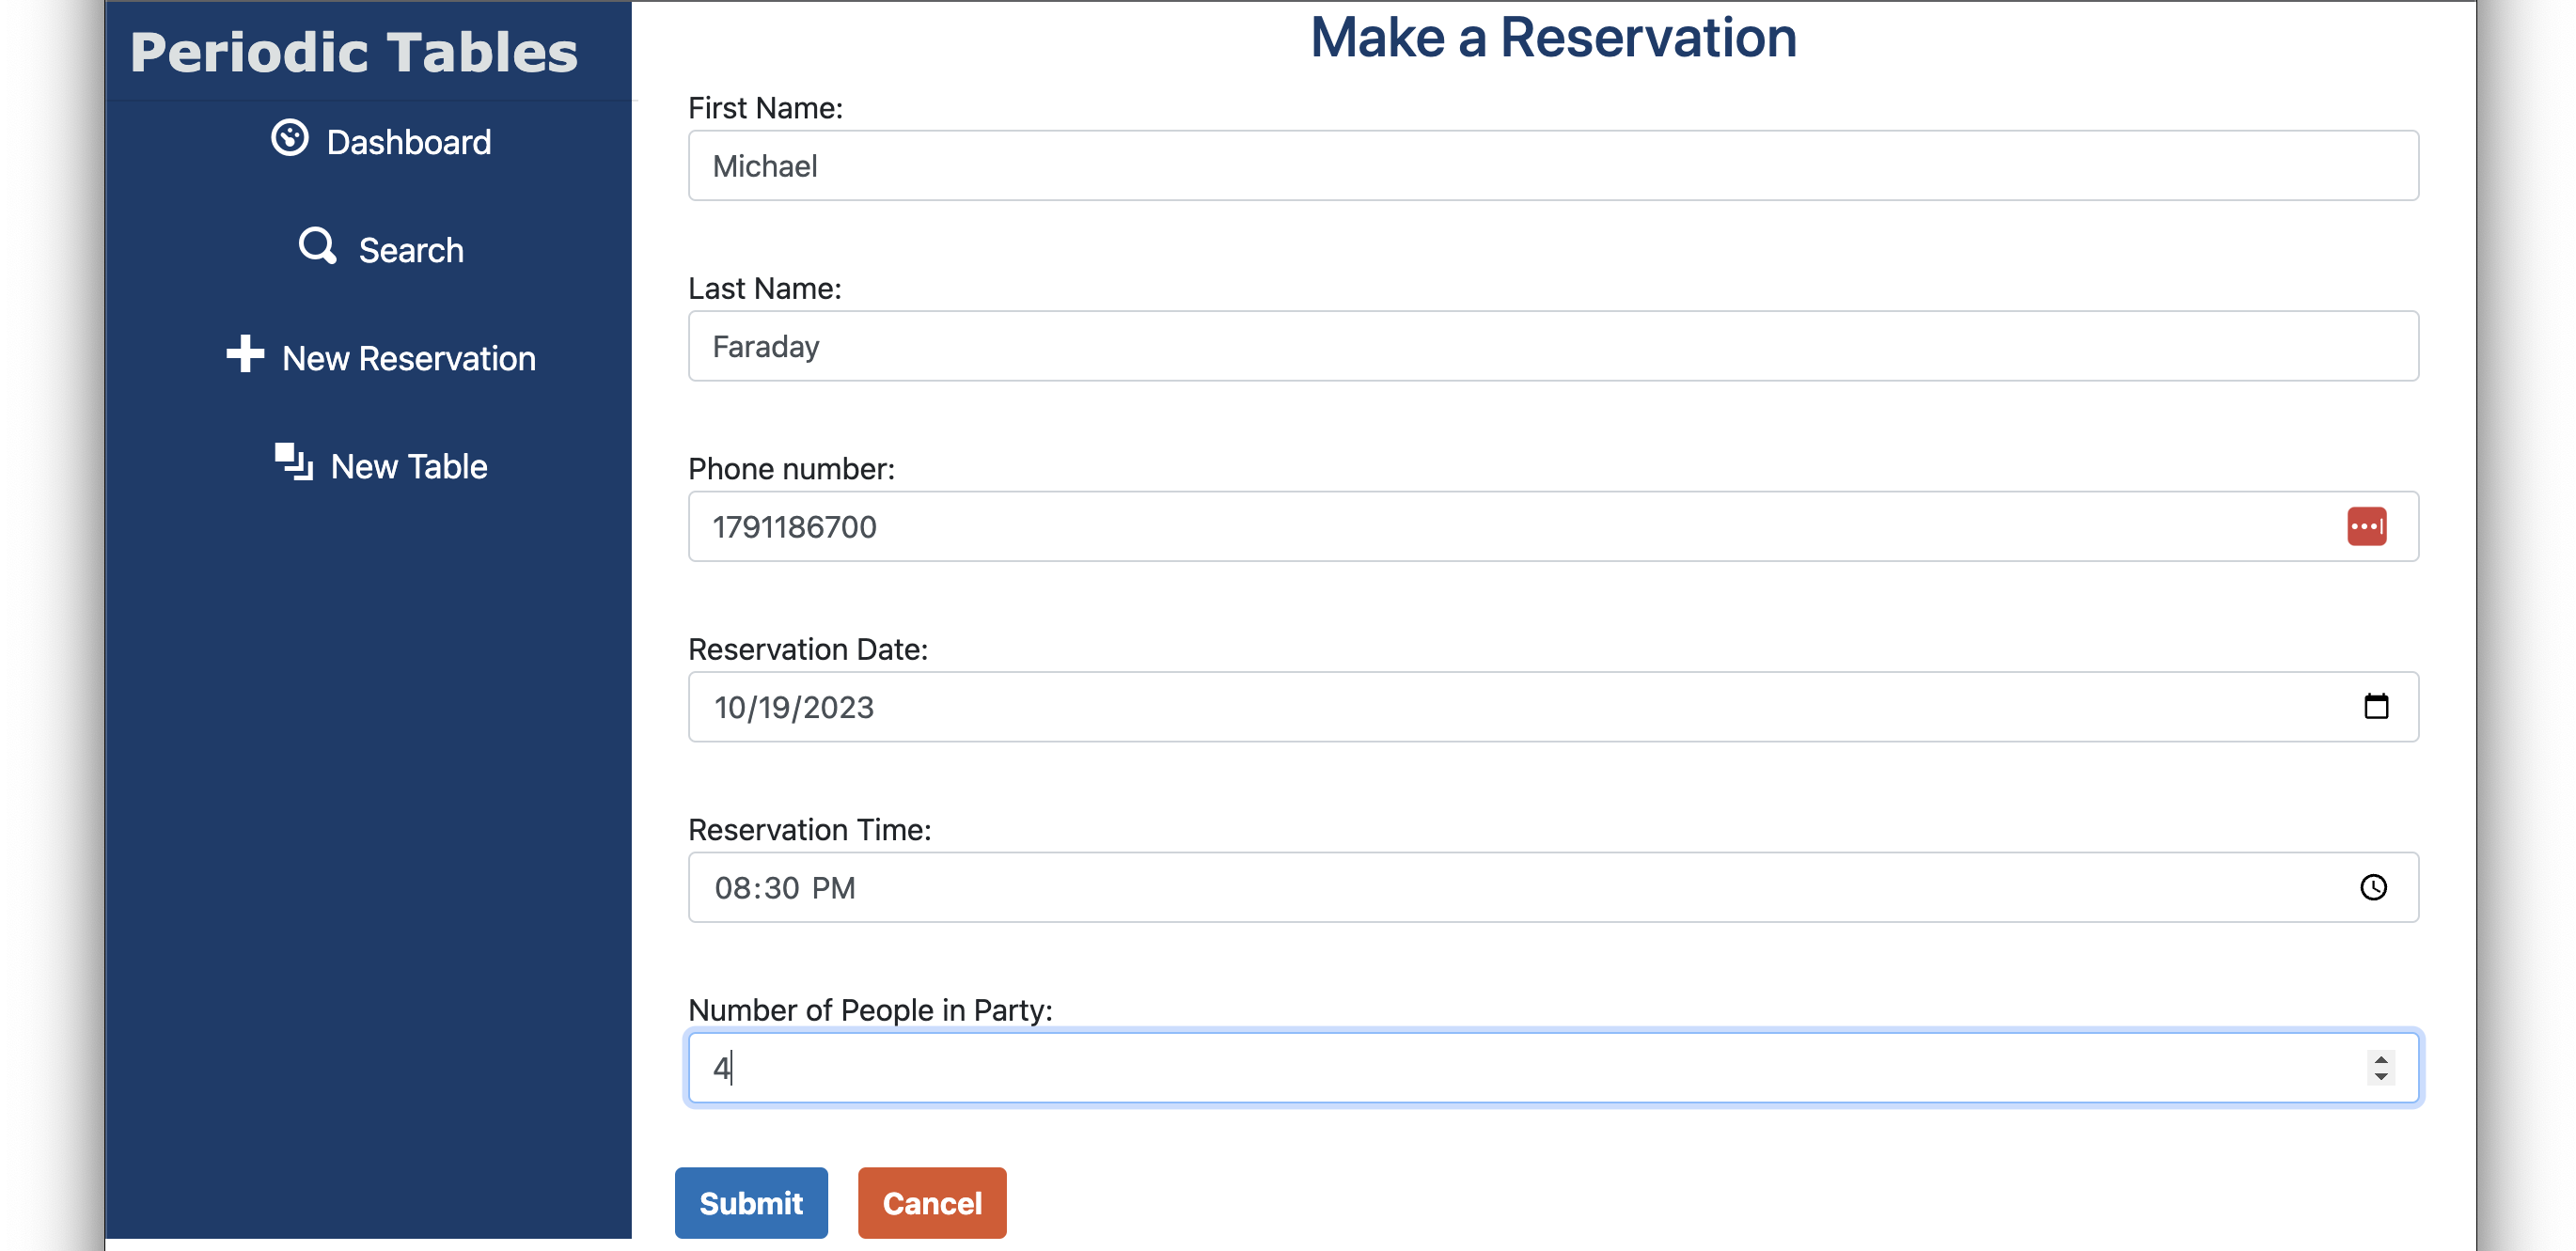 Periodic Tables
Dashboard
Search
New Reservation
New Table
Make a Reservation
First Name:
Michael
Last Name:
Faraday
Phone number:
1791186700
Reservation Date:
10/19/2023
Reservation Time:
08:30 PM
Number of People in Party:
4
Submit
Cancel